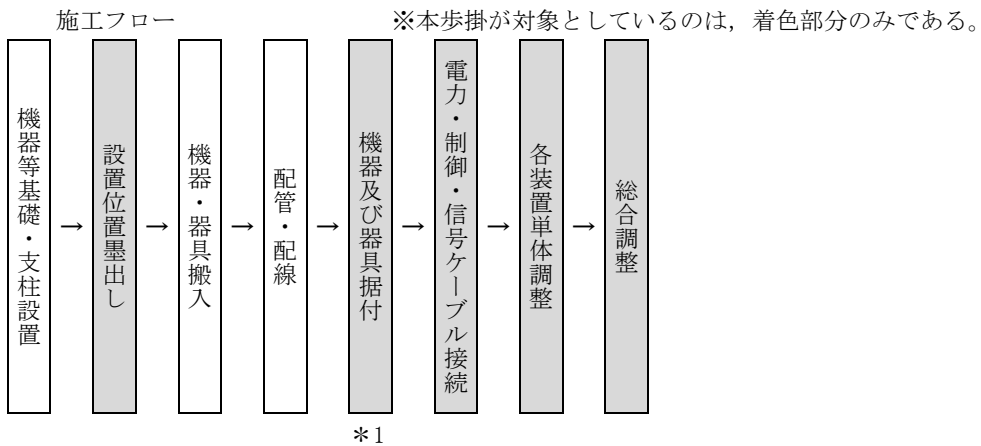 施工フロー
※本歩掛が対象としているのは，着色部分のみである。
機器等基礎・支柱設置
→
設置位置墨出し
→
機器・器具搬入
→
配管・配線
→
機器及び器具据付
→
電力・制御・信号ケーブル接続
→
各装置単体調整
→
総合調整
＊1